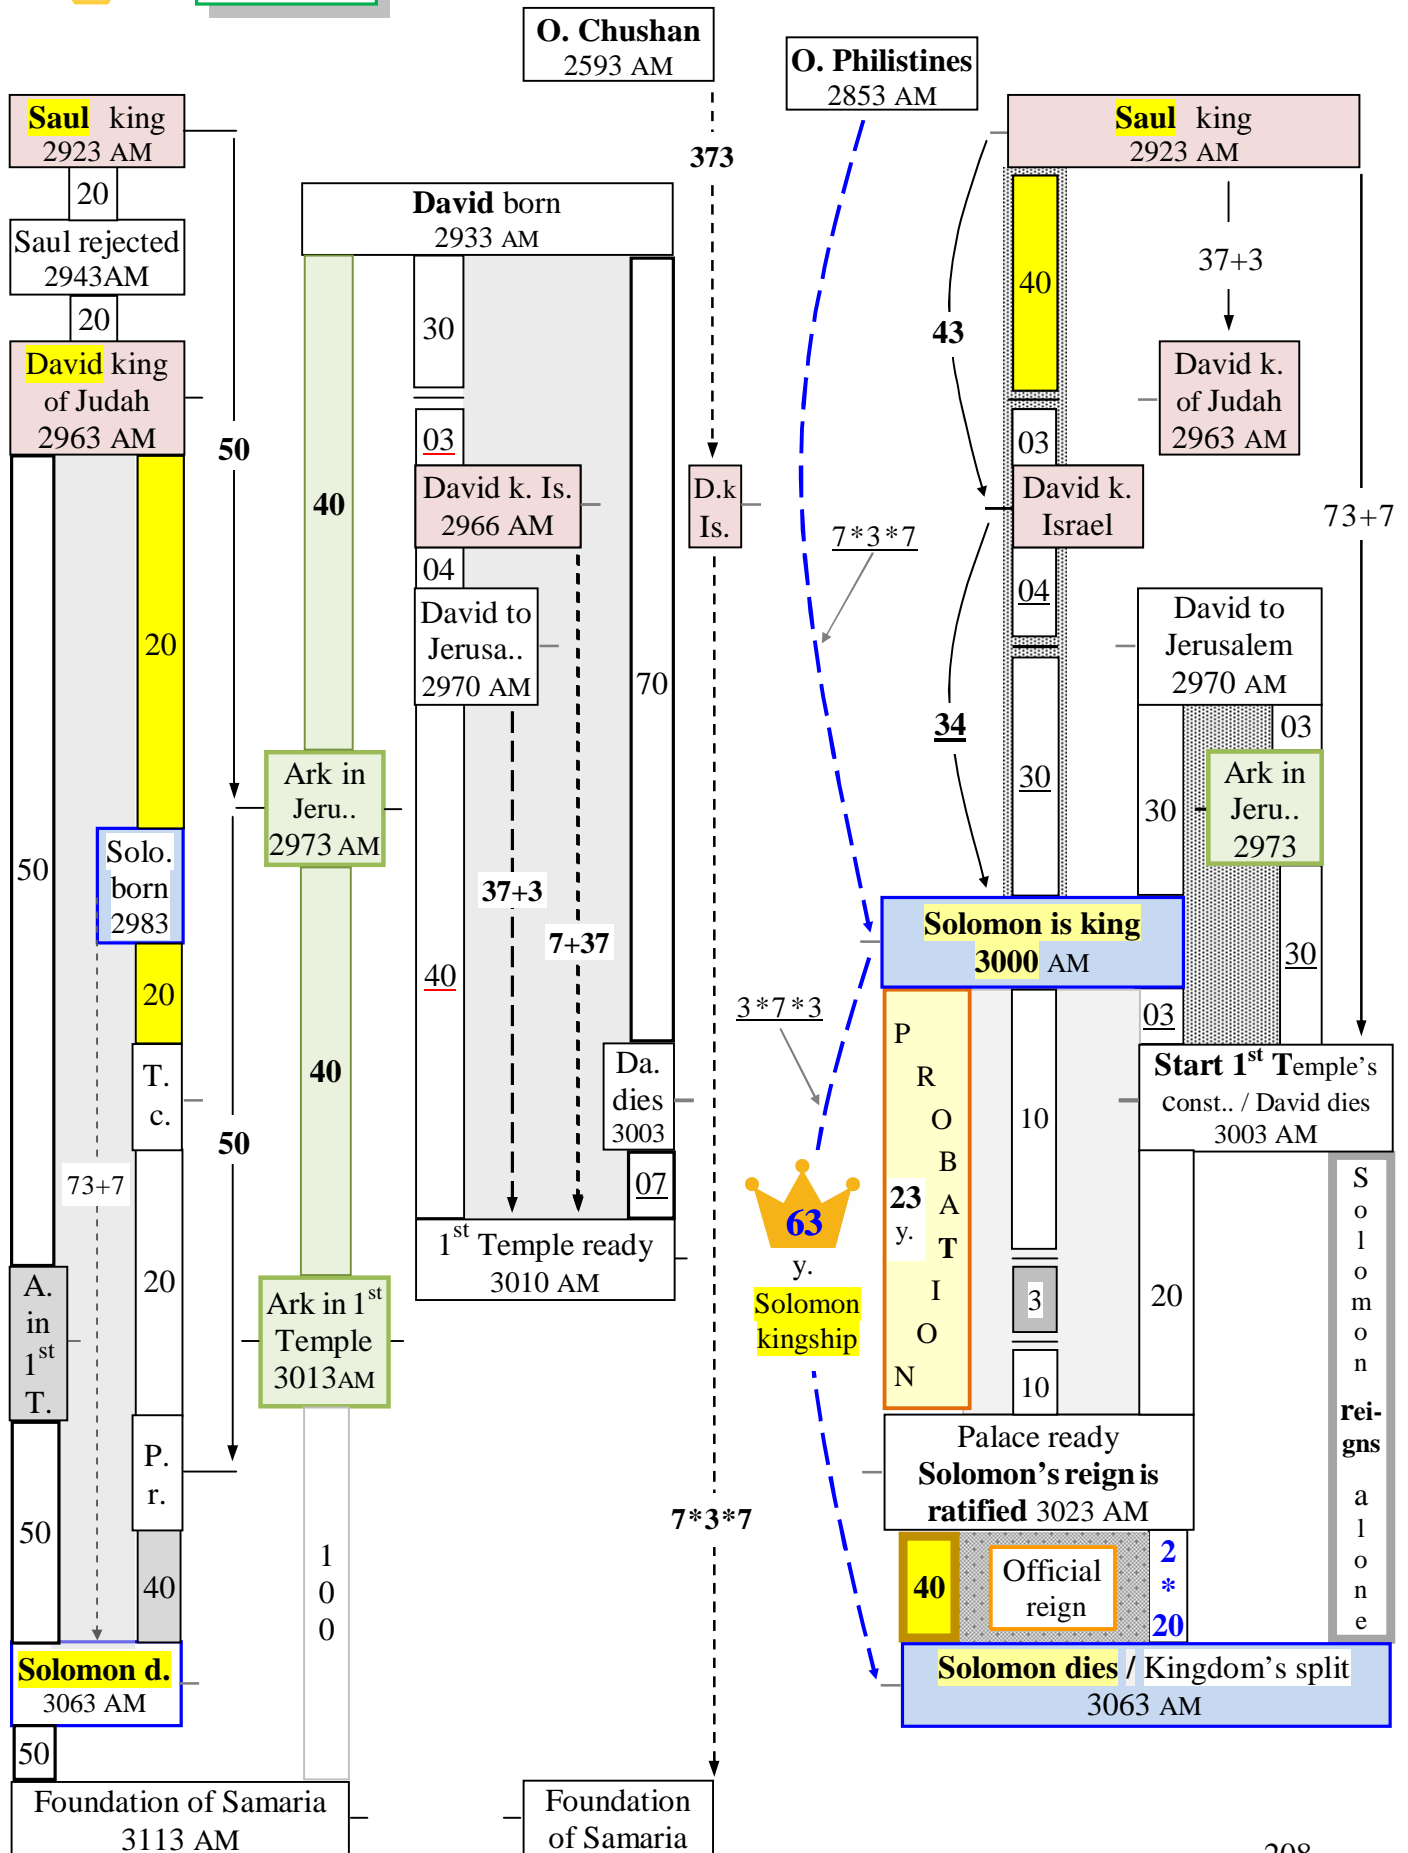 O. Chushan
2593 AM
O. Philistines
2853 AM
Saul king
2923 AM
20
Saul rejected
2943AM
20
David king
of Judah
2963 AM
50
20
Solo.
born
2983
20
T.
c.
73+7
20
A.
in
1st
T.
P.
r.
50
40
Solomon d.
3063 AM
50
Foundation of Samaria
3113 AM
50
50
David born
2933 AM
40
Ark in
Jeru..
2973 AM
40
Ark in 1st
Temple
3013AM
1
0
0
30
03
David k. Is.
2966 AM
04
David to
Jerusa..
2970 AM
40
37+3
7+37
70
Da.
dies
3003
07
1st Temple ready
3010 AM
373
D.k
Is.
7*3*7
Foundation
of Samaria
7*3*7
3*7*3
63
y.
Solomon
kingship
Saul king
2923 AM
43
34
40
03
David k.
Israel
04
30
37+3
David k.
of Judah
2963 AM
73+7
David to
Jerusalem
2970 AM
30
03
Ark in
Jeru..
2973
30
Solomon is king
3000 AM
P
R
O
B
A
T
I
O
N
23
y.
10
3
10
03
Start 1st Temple's
const.. / David dies
3003 AM
20
S
o
l
o
m
o
n
rei-
gns
a
l
o
n
e
Palace ready
Solomon's reign is
ratified 3023 AM
40
Official
reign
2
*
20
Solomon dies / Kingdom's split
3063 AM
208